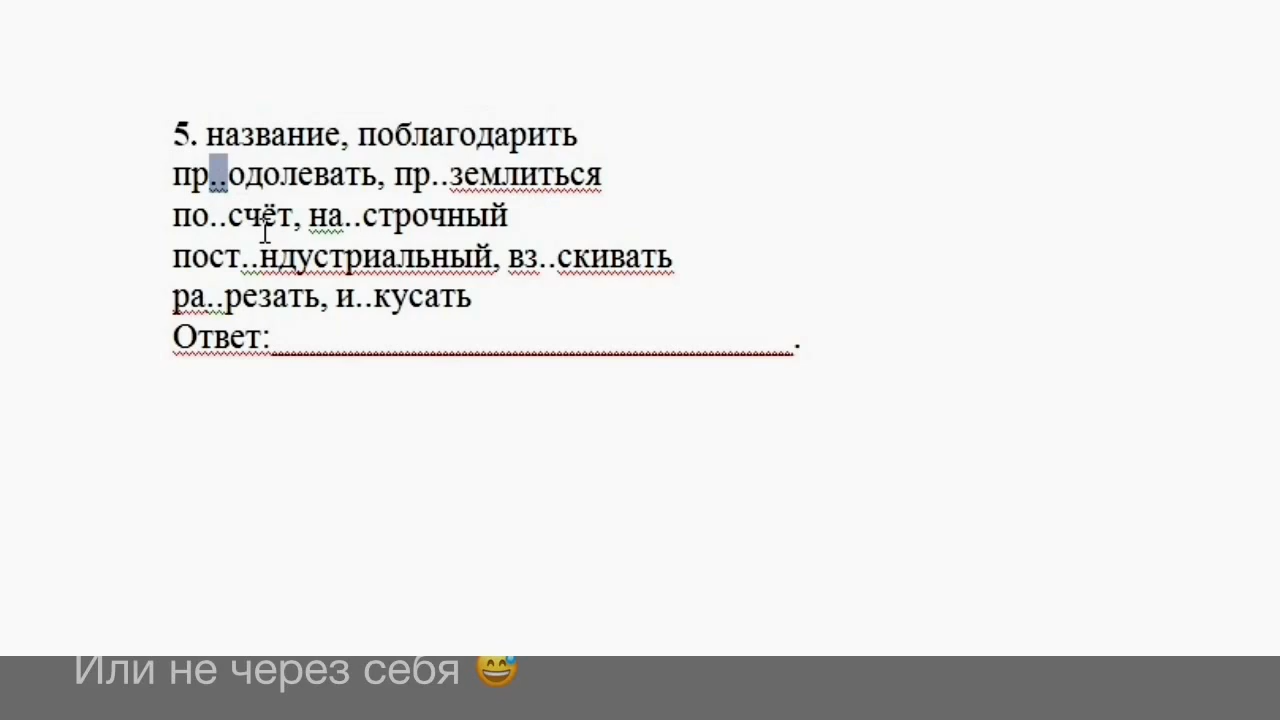 5. название, поблагодарить
пр..одолевать, пр..землиться
по..счёт, на..строчный
пост..ндустриальный, вз..скивать
ра..резать, и..кусать
Ответ:_______________________________.
Или не через себя 😅